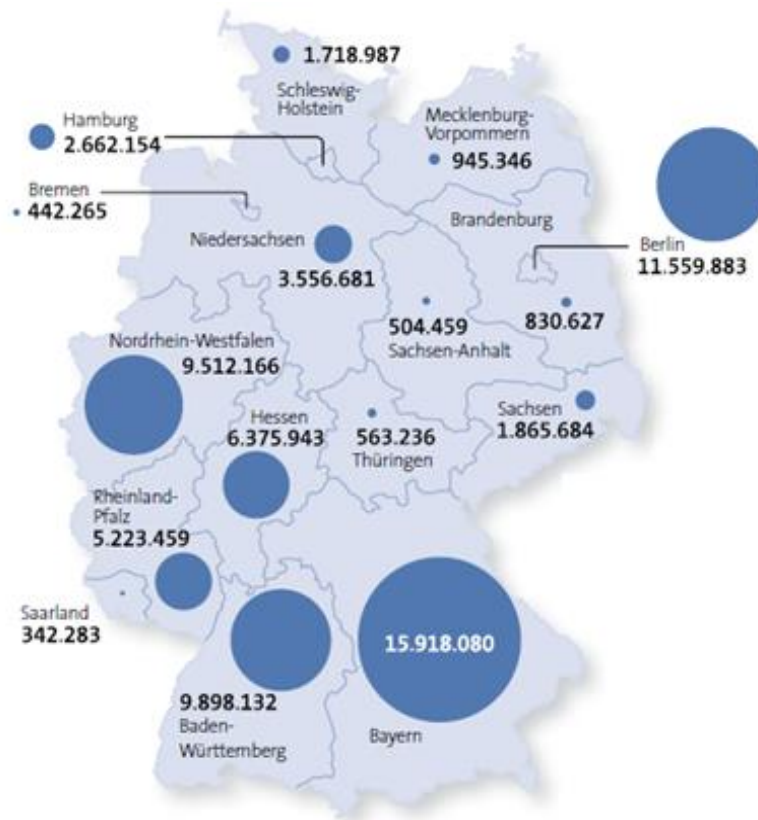 1.718.987
Schleswig-
Holstein
Hamburg
2.662.154
Mecklenburg-
Vorpommern
945.346
Bremen
442.265
Niedersachsen
3.556.681
Brandenburg
830.627
Berlin
11.559.883
504.459
Sachsen-Anhalt
Nordrhein-Westfalen
9.512.166
Hessen
6.375.943
563.236
Thüringen
Sachsen
1.865.684
Rheinland-
Pfalz
5.223.459
Saarland
342.283
9.898.132
Baden-
Württemberg
15.918.080
Bayern